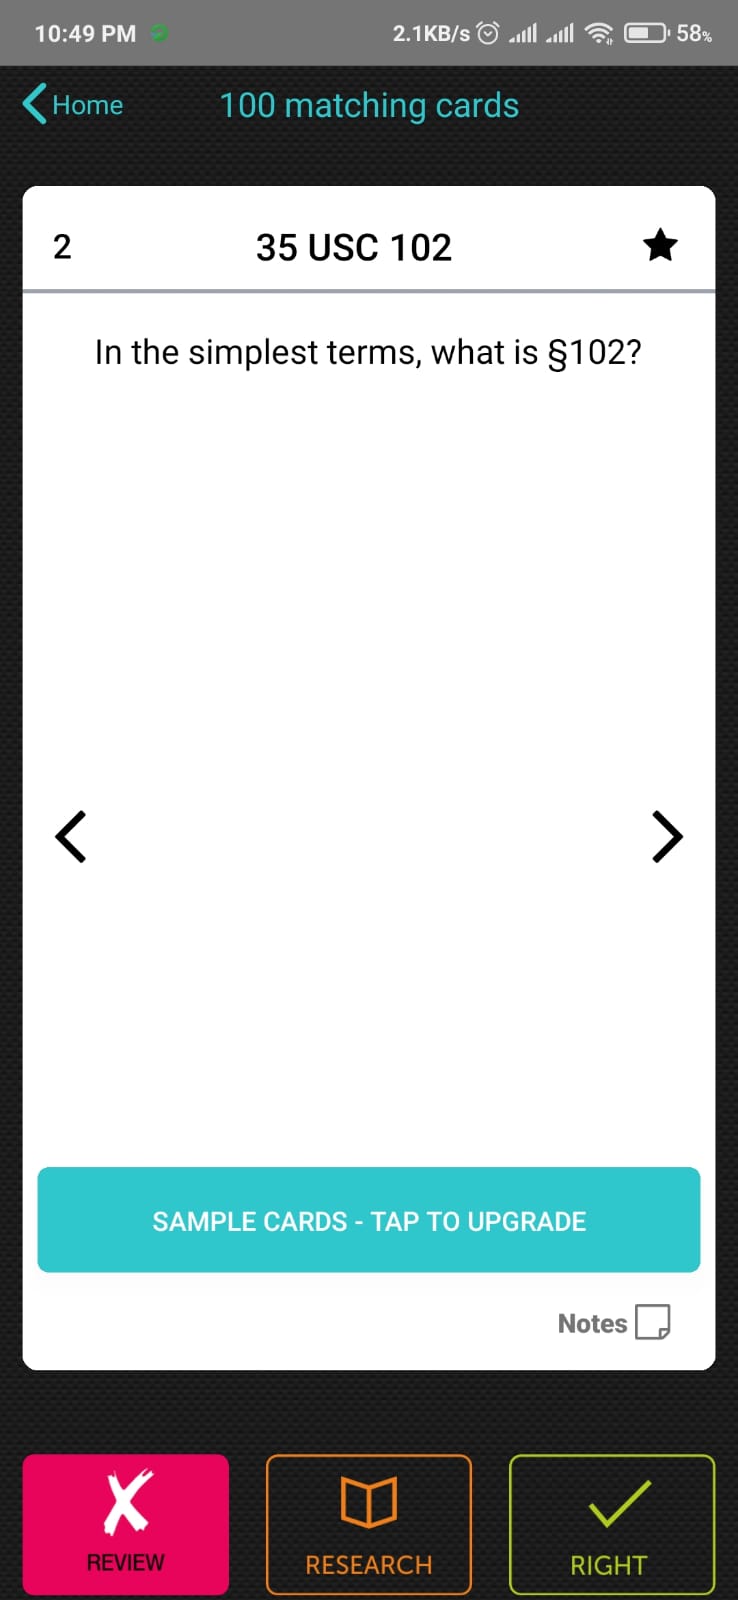 10:49 PM 2.1KB/s 58%
Home 100 matching cards
2 35 USC 102
In the simplest terms, what is §102?
SAMPLE CARDS - TAP TO UPGRADE
Notes
REVIEW RESEARCH RIGHT